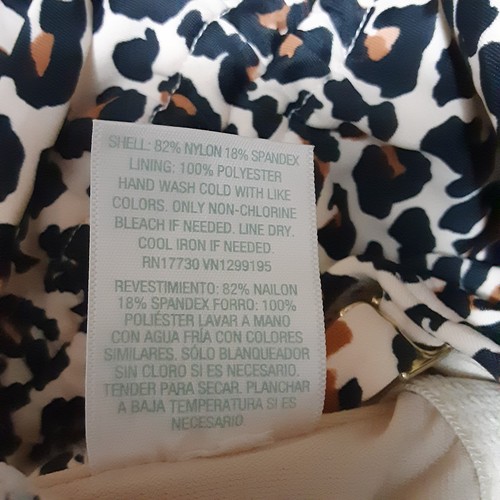 SHELL: 82% NYLON 18% SPANDEX
LINING: 100% POLYESTER
HAND WASH COLD WITH LIKE
COLORS. ONLY NON-CHLORINE
BLEACH IF NEEDED. LINE DRY.
COOL IRON IF NEEDED.
RN17730 VN1299195
REVESTIMIENTO: 82% NAILON
18% SPANDEX FORRO: 100%
POLIÉSTER LAVAR A MANO
CON AGUA FRÍA CON COLORES
SIMILARES. SÓLO BLANQUEADOR
SIN CLORO SI ES NECESARIO.
TENDER PARA SECAR. PLANCHAR
A BAJA TEMPERATURA SI ES
NECESARIO.